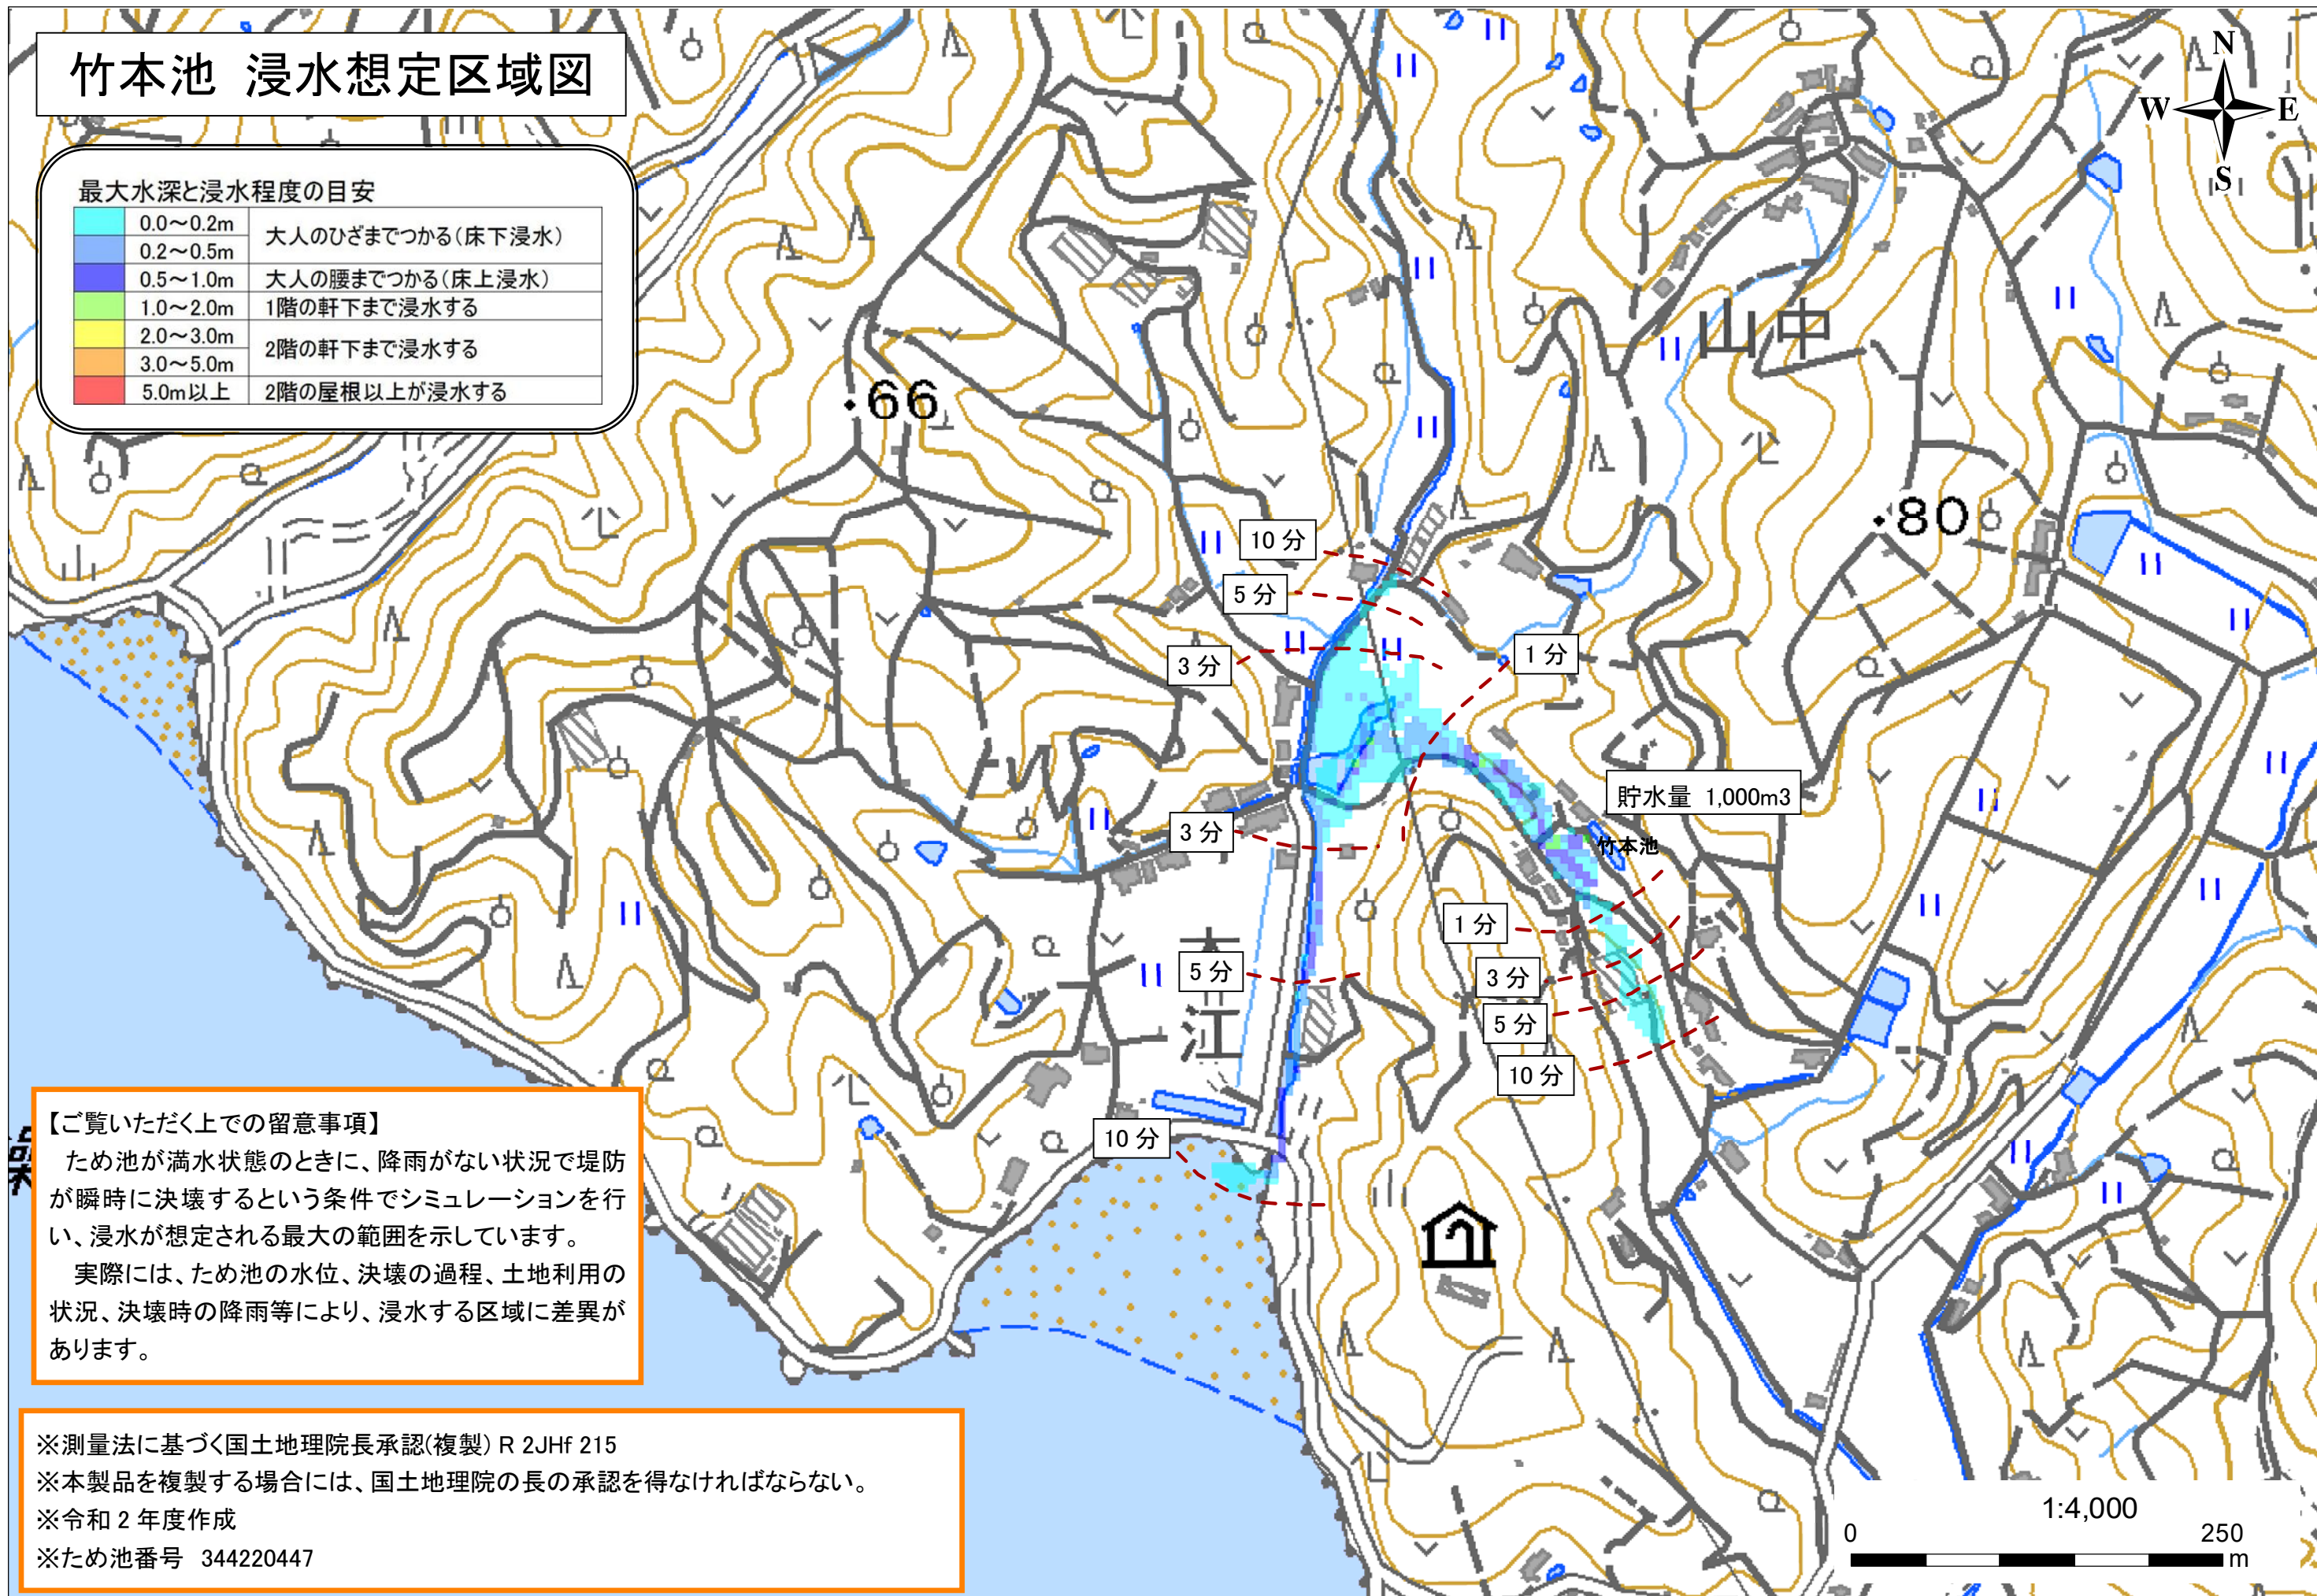 竹本池 浸水想定区域図
N
W
E
S
最大水深と浸水程度の目安
0.0～0.2m
大人のひざまでつかる(床下浸水)
0.2～0.5m
0.5～1.0m 大人の腰までつかる(床上浸水)
1.0～2.0m 1階の軒下まで浸水する
2.0～3.0m
2階の軒下まで浸水する
3.0～5.0m
5.0m以上 2階の屋根以上が浸水する
山中
66
80
10 分
5 分
3 分
1 分
貯水量 1,000m3
竹本池
3 分
1 分
5 分
江
3 分
5 分
10 分
10 分
【ご覧いただく上での留意事項】
ため池が満水状態のときに、降雨がない状況で堤防
が瞬時に決壊するという条件でシミュレーションを行
い、浸水が想定される最大の範囲を示しています。
実際には、ため池の水位、決壊の過程、土地利用の
状況、決壊時の降雨等により、浸水する区域に差異が
あります。
※測量法に基づく国土地理院長承認(複製) R 2JHf 215
※本製品を複製する場合には、国土地理院の長の承認を得なければならない。
※令和 2 年度作成
※ため池番号 344220447
1:4,000
0 250
m